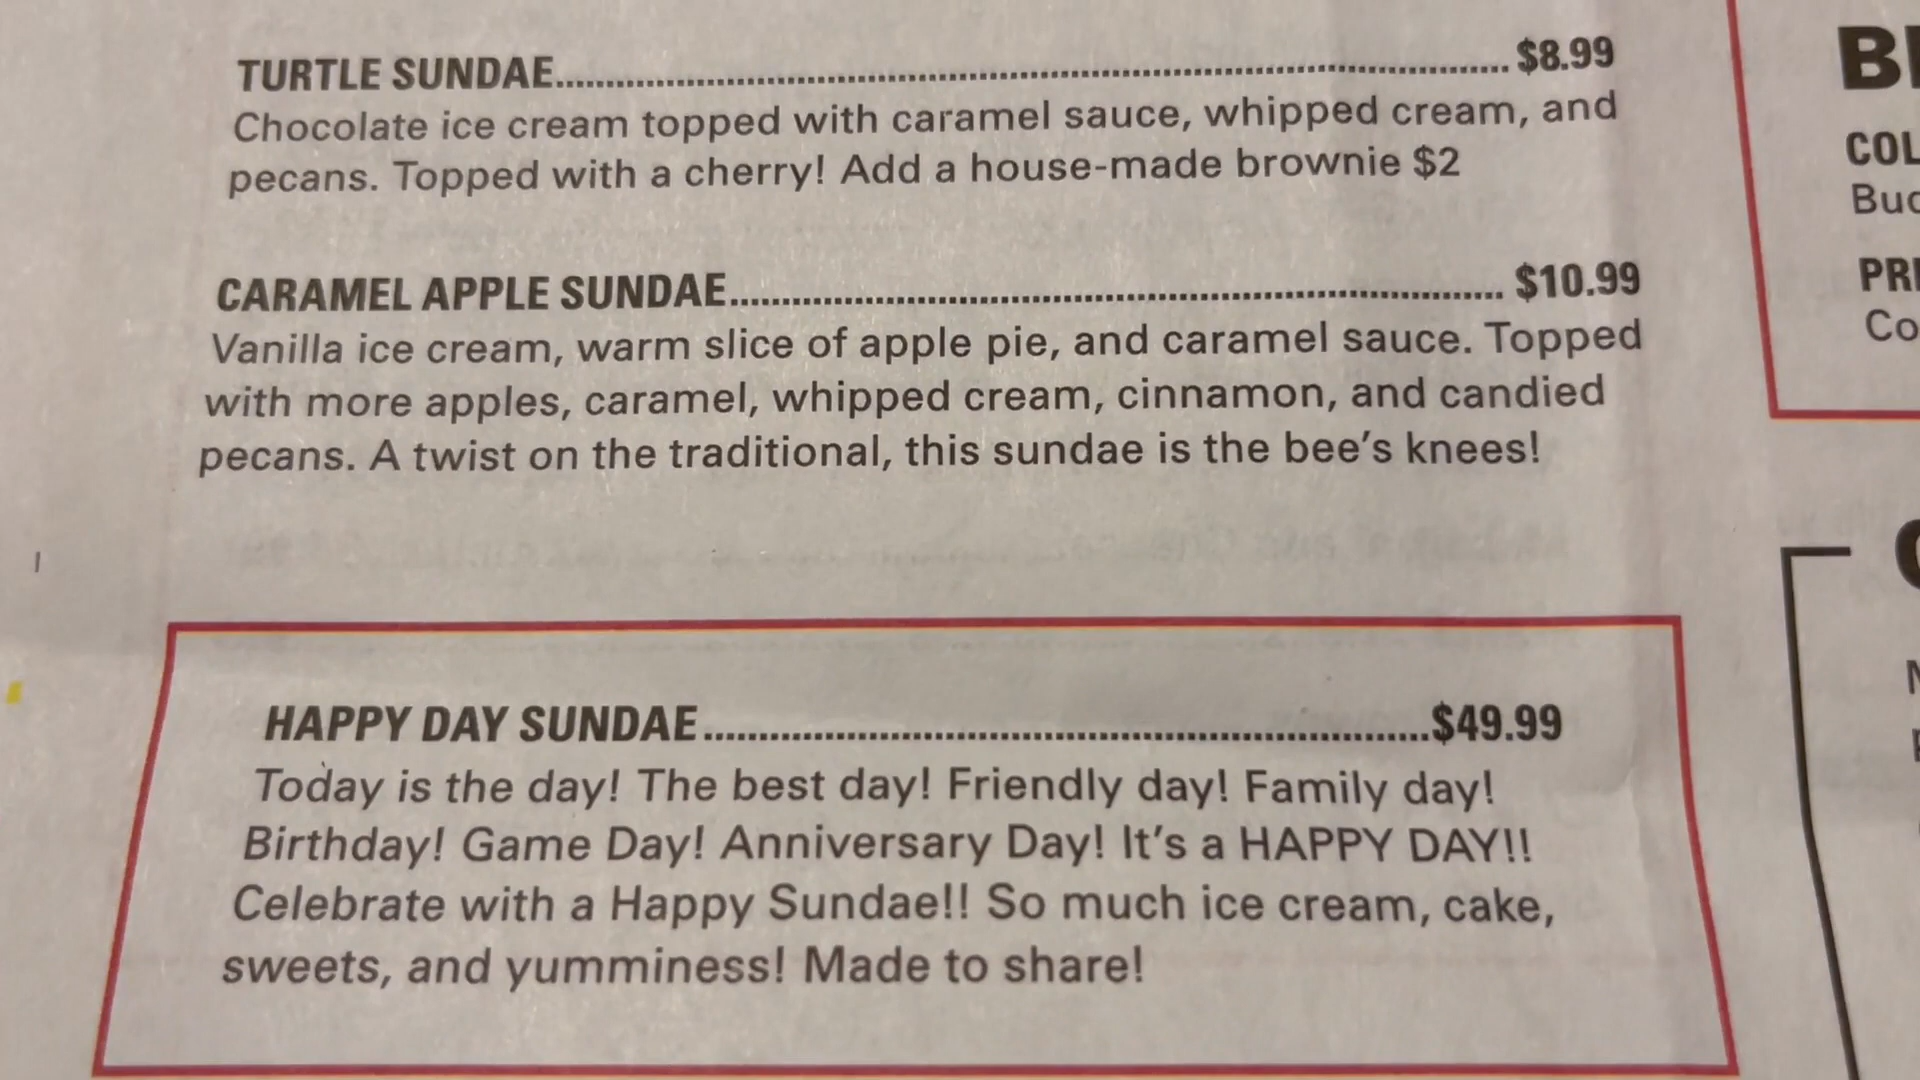 TURTLE SUNDAE.......................................................................................... $8.99
Chocolate ice cream topped with caramel sauce, whipped cream, and
pecans. Topped with a cherry! Add a house-made brownie $2
CARAMEL APPLE SUNDAE......................................................................... $10.99
Vanilla ice cream, warm slice of apple pie, and caramel sauce. Topped
with more apples, caramel, whipped cream, cinnamon, and candied
pecans. A twist on the traditional, this sundae is the bee's knees!
HAPPY DAY SUNDAE....................................................................$49.99
Today is the day! The best day! Friendly day! Family day!
Birthday! Game Day! Anniversary Day! It's a HAPPY DAY!!
Celebrate with a Happy Sundae!! So much ice cream, cake,
sweets, and yumminess! Made to share!